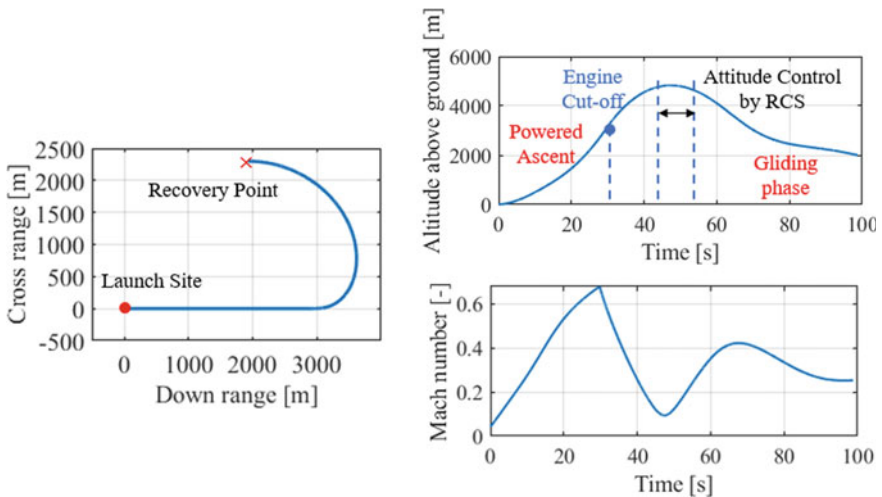 2500
2000
1500
1000
500
0
-500
Cross range [m]
Recovery Point
Launch Site
0
1000
2000
3000
Down range [m]
Altitude above ground [m]
6000
4000
2000
0
Engine
Cut-off
Attitude Control
by RCS
Powered
Ascent
Gliding
phase
0
20
40
60
80
100
Time [s]
Mach number [-]
0.6
0.4
0.2
0
0
20
40
60
80
100
Time [s]